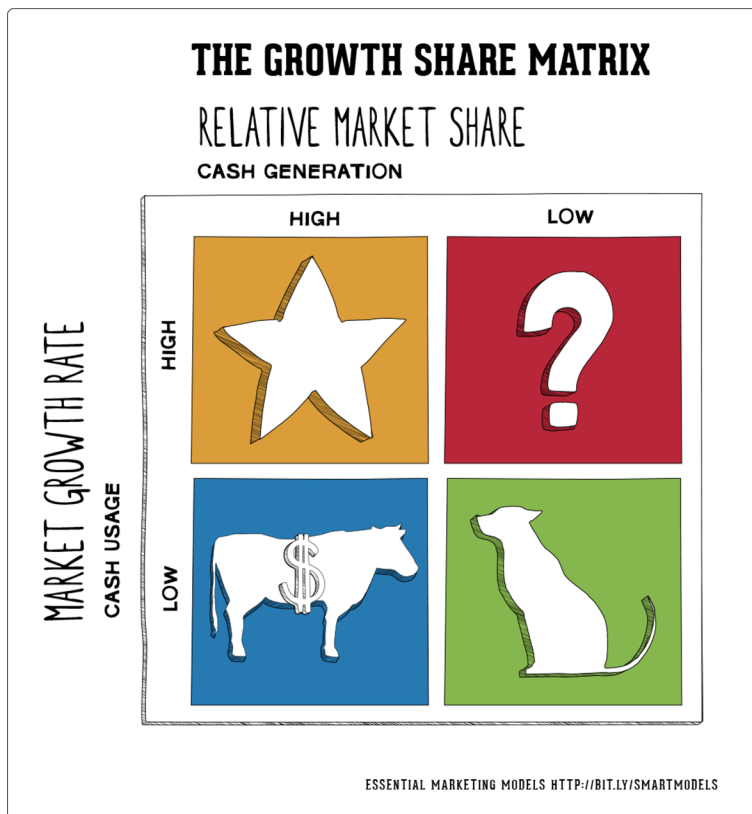 THE GROWTH SHARE MATRIX
RELATIVE MARKET SHARE
CASH GENERATION
HIGH
LOW
MARKET GROWTH RATE
CASH USAGE
HIGH
LOW
?
$
ESSENTIAL MARKETING MODELS HTTP://BIT.LY/SMARTMODELS